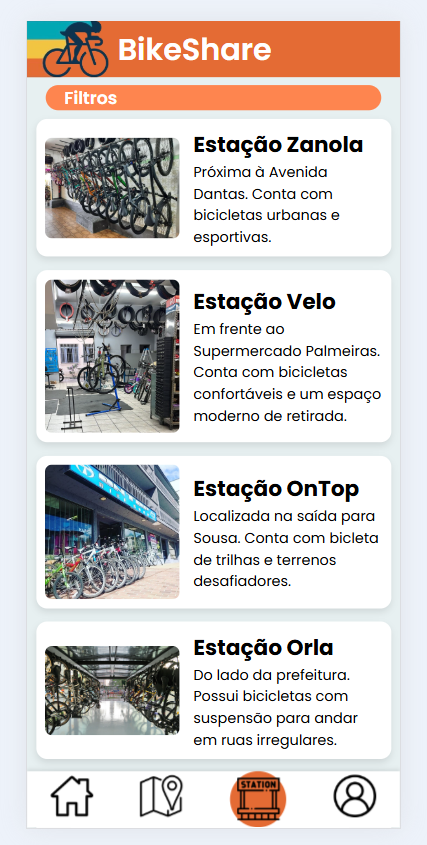 BikeShare
Filtros
Estação Zanola
Próxima à Avenida
Dantas. Conta com
bicicletas urbanas e
esportivas.
Estação Velo
Em frente ao
Supermercado Palmeiras.
Conta com bicicletas
confortáveis e um espaço
moderno de retirada.
Estação OnTop
Localizada na saída para
Sousa. Conta com bicleta
de trilhas e terrenos
desafiadores.
Estação Orla
Do lado da prefeitura.
Possui bicicletas com
suspensão para andar
em ruas irregulares.
STATION